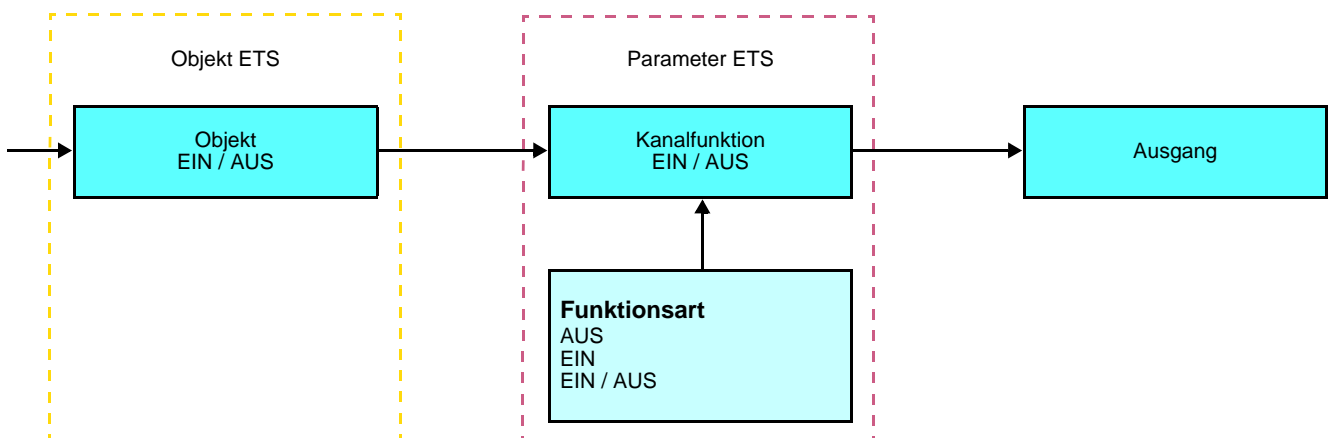 Objekt ETS
Parameter ETS
Objekt
EIN / AUS
Kanalfunktion
EIN / AUS
Ausgang
Funktionsart
AUS
EIN
EIN / AUS